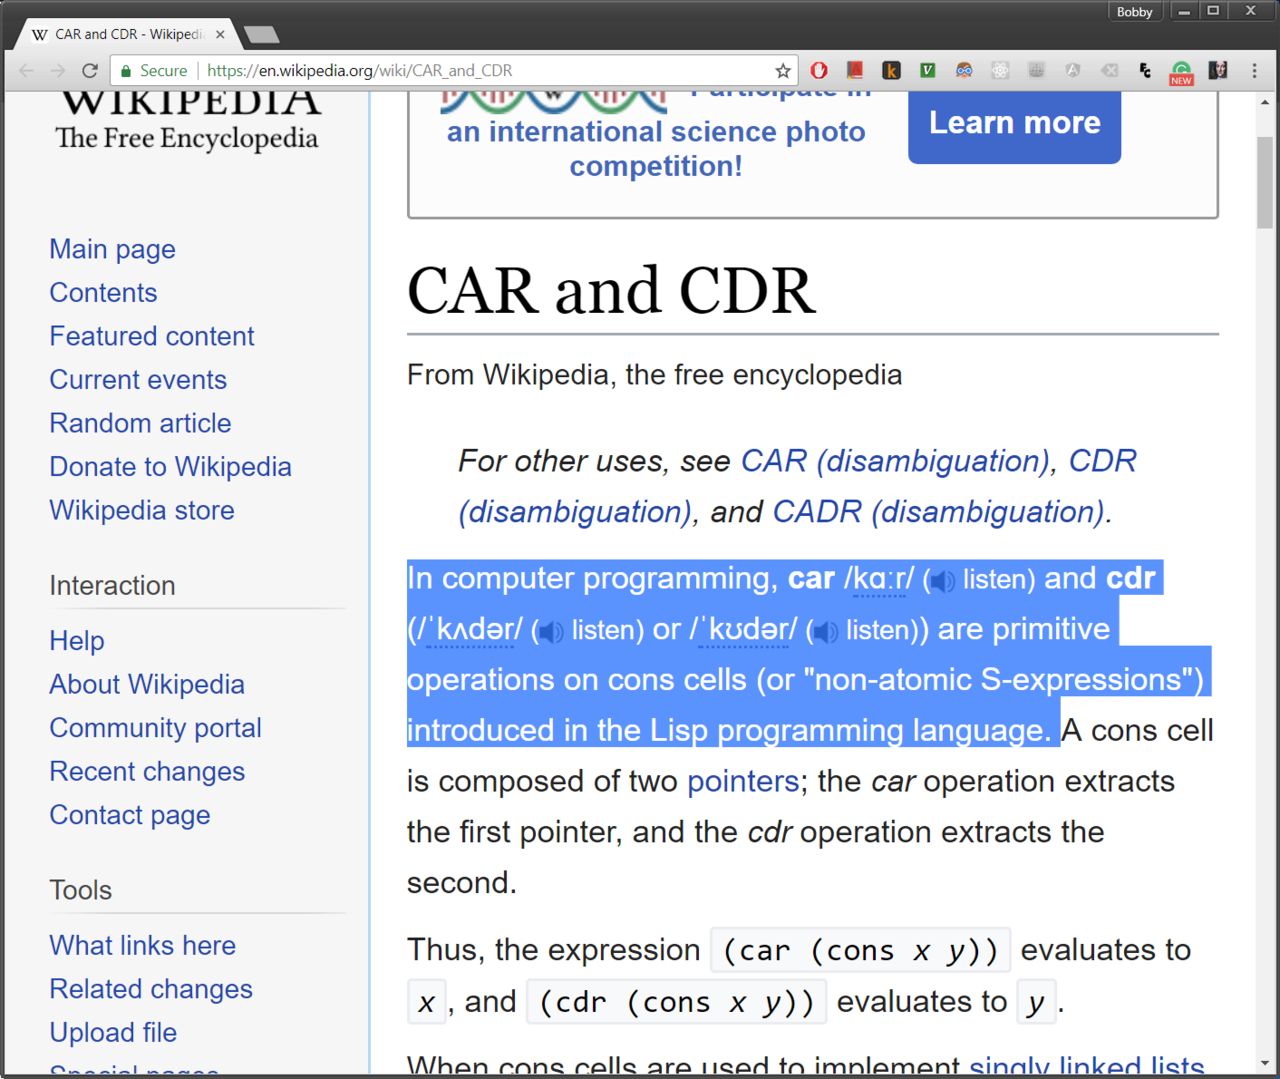 Bobby
W CAR and CDR - Wikipedi
Secure https://en.wikipedia.org/wiki/CAR_and_CDR
NEW
WIKIPEDIA
The Free Encyclopedia
Participate in
an international science photo
competition!
Learn more
Main page
Contents
Featured content
Current events
Random article
Donate to Wikipedia
Wikipedia store
Interaction
Help
About Wikipedia
Community portal
Recent changes
Contact page
Tools
What links here
Related changes
Upload file
Special pages
CAR and CDR
From Wikipedia, the free encyclopedia
For other uses, see CAR (disambiguation), CDR
(disambiguation), and CADR (disambiguation).
In computer programming, car /kɑːr/ (listen) and cdr
(/ˈkʌdər/ (listen) or /ˈkʊdər/ (listen)) are primitive
operations on cons cells (or "non-atomic S-expressions")
introduced in the Lisp programming language. A cons cell
is composed of two pointers; the car operation extracts
the first pointer, and the cdr operation extracts the
second.
Thus, the expression (car (cons x y)) evaluates to
x, and (cdr (cons x y)) evaluates to y.
When cons cells are used to implement singly linked lists